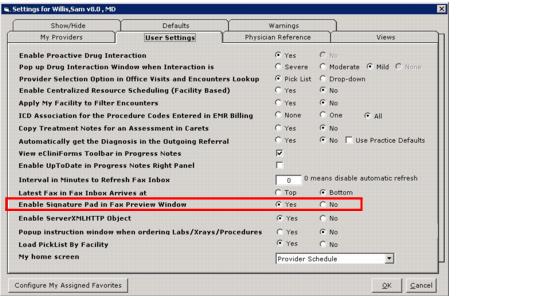 Settings for Willis,Sam v8.0 , MD
Show/Hide Defaults Warnings
My Providers User Settings Physician Reference Views
Enable Proactive Drug Interaction Yes No
Pop up Drug Interaction Window when Interaction is Severe Moderate Mild None
Provider Selection Option in Office Visits and Encounters Lookup Pick List Drop-down
Enable Centralized Resource Scheduling (Facility Based) Yes No
Apply My Facility to Filter Encounters Yes No
ICD Association for the Procedure Codes Entered in EMR Billing None One All
Copy Treatment Notes for an Assessment in Carets Yes No
Automatically get the Diagnosis in the Outgoing Referral Yes No Use Practice Defaults
View eCliniForms Toolbar in Progress Notes
Enable UpToDate in Progress Notes Right Panel
Interval in Minutes to Refresh Fax Inbox 0 0 means disable automatic refresh
Latest Fax in Fax Inbox Arrives at Top Bottom
Enable Signature Pad in Fax Preview Window Yes No
Enable ServerXMLHTTP Object Yes No
Popup instruction window when ordering Labs/Xrays/Procedures Yes No
Load PickList By Facility Yes No
My home screen Provider Schedule
Configure My Assigned Favorites OK Cancel